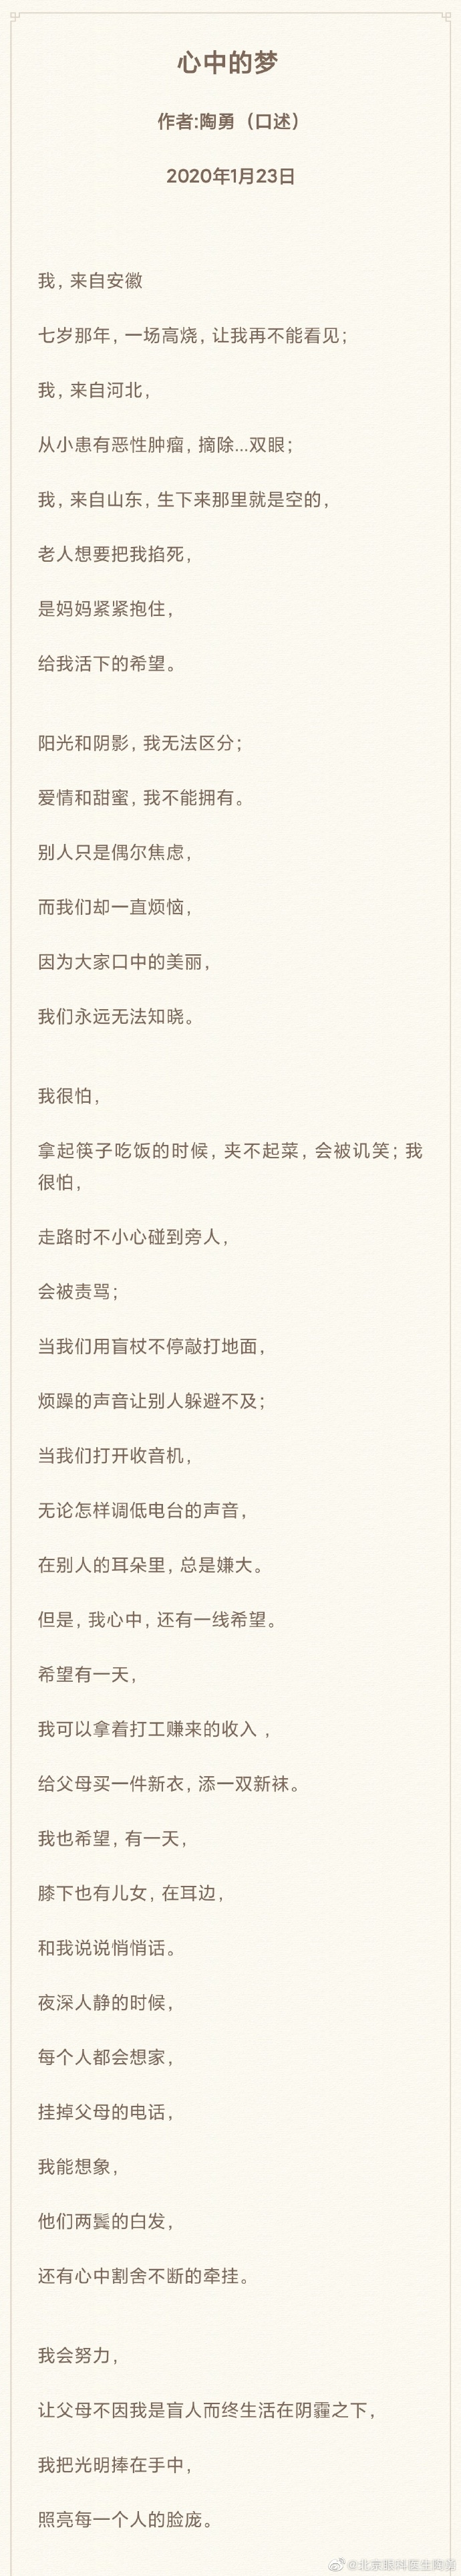 心中的梦
作者:陶勇（口述）
2020年1月23日
我，来自安徽
七岁那年，一场高烧，让我再不能看见；
我，来自河北，
从小患有恶性肿瘤，摘除...双眼；
我，来自山东，生下来那里就是空的，
老人想要把我掐死，
是妈妈紧紧抱住，
给我活下的希望。
阳光和阴影，我无法区分；
爱情和甜蜜，我不能拥有。
别人只是偶尔焦虑，
而我们却一直烦恼，
因为大家口中的美丽，
我们永远无法知晓。
我很怕，
拿起筷子吃饭的时候，夹不起菜，会被讥笑；我
很怕，
走路时不小心碰到旁人，
会被责骂；
当我们用盲杖不停敲打地面，
烦躁的声音让别人躲避不及；
当我们打开收音机，
无论怎样调低电台的声音，
在别人的耳朵里，总是嫌大。
但是，我心中，还有一线希望。
希望有一天，
我可以拿着打工赚来的收入，
给父母买一件新衣，添一双新袜。
我也希望，有一天，
膝下也有儿女，在耳边，
和我说说悄悄话。
夜深人静的时候，
每个人都会想家，
挂掉父母的电话，
我能想象，
他们两鬓的白发，
还有心中割舍不断的牵挂。
我会努力，
让父母不因我是盲人而终生活在阴霾之下，
我把光明捧在手中，
照亮每一个人的脸庞。
@北京眼科医生陶勇